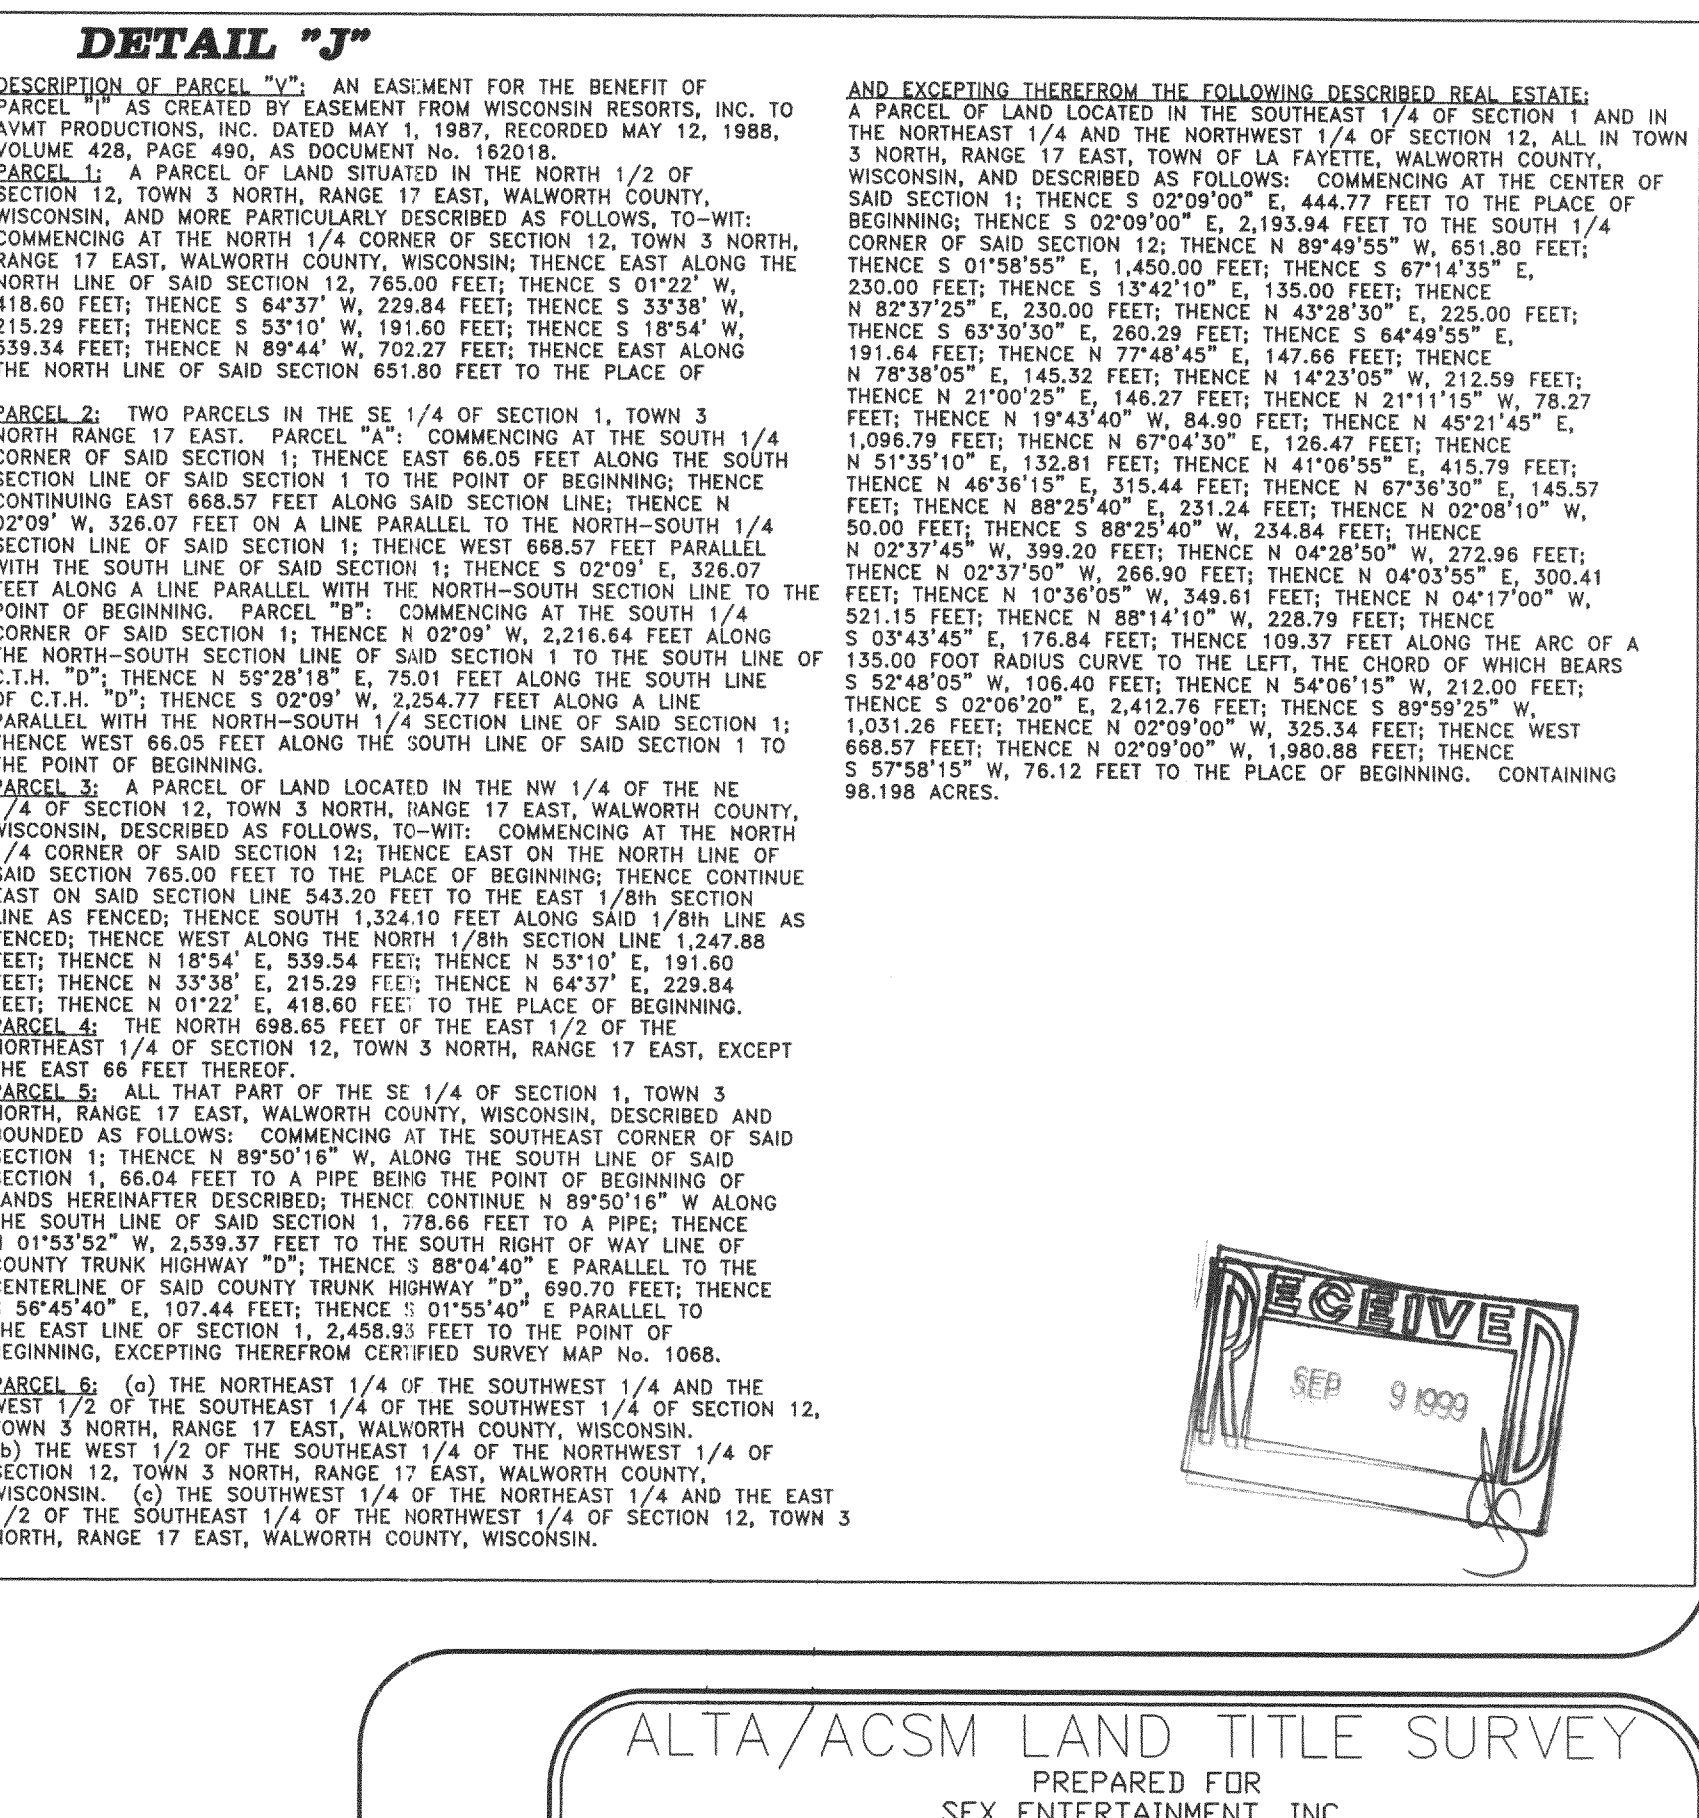 DETAIL "J"
DESCRIPTION OF PARCEL "V": AN EASEMENT FOR THE BENEFIT OF
PARCEL "I" AS CREATED BY EASEMENT FROM WISCONSIN RESORTS, INC. TO
AVMT PRODUCTIONS, INC. DATED MAY 1, 1987, RECORDED MAY 12, 1988,
VOLUME 428, PAGE 490, AS DOCUMENT No. 162018.
PARCEL 1: A PARCEL OF LAND SITUATED IN THE NORTH 1/2 OF
SECTION 12, TOWN 3 NORTH, RANGE 17 EAST, WALWORTH COUNTY,
WISCONSIN, AND MORE PARTICULARLY DESCRIBED AS FOLLOWS, TO-WIT:
COMMENCING AT THE NORTH 1/4 CORNER OF SECTION 12, TOWN 3 NORTH,
RANGE 17 EAST, WALWORTH COUNTY, WISCONSIN; THENCE EAST ALONG THE
NORTH LINE OF SAID SECTION 12, 765.00 FEET; THENCE S 01°22' W,
418.60 FEET; THENCE S 64°37' W, 229.84 FEET; THENCE S 33°38' W,
215.29 FEET; THENCE S 53°10' W, 191.60 FEET; THENCE S 18°54' W,
539.34 FEET; THENCE N 89°44' W, 702.27 FEET; THENCE EAST ALONG
THE NORTH LINE OF SAID SECTION 651.80 FEET TO THE PLACE OF
PARCEL 2: TWO PARCELS IN THE SE 1/4 OF SECTION 1, TOWN 3
NORTH RANGE 17 EAST. PARCEL "A": COMMENCING AT THE SOUTH 1/4
CORNER OF SAID SECTION 1; THENCE EAST 66.05 FEET ALONG THE SOUTH
SECTION LINE OF SAID SECTION 1 TO THE POINT OF BEGINNING; THENCE
CONTINUING EAST 668.57 FEET ALONG SAID SECTION LINE; THENCE N
02°09' W, 326.07 FEET ON A LINE PARALLEL TO THE NORTH-SOUTH 1/4
SECTION LINE OF SAID SECTION 1; THENCE WEST 668.57 FEET PARALLEL
WITH THE SOUTH LINE OF SAID SECTION 1; THENCE S 02°09' E, 326.07
FEET ALONG A LINE PARALLEL WITH THE NORTH-SOUTH SECTION LINE TO THE
POINT OF BEGINNING. PARCEL "B": COMMENCING AT THE SOUTH 1/4
CORNER OF SAID SECTION 1; THENCE N 02°09' W, 2,216.64 FEET ALONG
THE NORTH-SOUTH SECTION LINE OF SAID SECTION 1 TO THE SOUTH LINE OF
C.T.H. "D"; THENCE N 59°28'18" E, 75.01 FEET ALONG THE SOUTH LINE
OF C.T.H. "D"; THENCE S 02°09' W, 2,254.77 FEET ALONG A LINE
PARALLEL WITH THE NORTH-SOUTH 1/4 SECTION LINE OF SAID SECTION 1;
THENCE WEST 66.05 FEET ALONG THE SOUTH LINE OF SAID SECTION 1 TO
THE POINT OF BEGINNING.
PARCEL 3: A PARCEL OF LAND LOCATED IN THE NW 1/4 OF THE NE
1/4 OF SECTION 12, TOWN 3 NORTH, RANGE 17 EAST, WALWORTH COUNTY,
WISCONSIN, DESCRIBED AS FOLLOWS, TO-WIT: COMMENCING AT THE NORTH
1/4 CORNER OF SAID SECTION 12; THENCE EAST ON THE NORTH LINE OF
SAID SECTION 765.00 FEET TO THE PLACE OF BEGINNING; THENCE CONTINUE
EAST ON SAID SECTION LINE 543.20 FEET TO THE EAST 1/8th SECTION
LINE AS FENCED; THENCE SOUTH 1,324.10 FEET ALONG SAID 1/8th LINE AS
FENCED; THENCE WEST ALONG THE NORTH 1/8th SECTION LINE 1,247.88
FEET; THENCE N 18°54' E, 539.54 FEET; THENCE N 53°10' E, 191.60
FEET; THENCE N 33°38' E, 215.29 FEET; THENCE N 64°37' E, 229.84
FEET; THENCE N 01°22' E, 418.60 FEET TO THE PLACE OF BEGINNING.
PARCEL 4: THE NORTH 698.65 FEET OF THE EAST 1/2 OF THE
NORTHEAST 1/4 OF SECTION 12, TOWN 3 NORTH, RANGE 17 EAST, EXCEPT
THE EAST 66 FEET THEREOF.
PARCEL 5: ALL THAT PART OF THE SE 1/4 OF SECTION 1, TOWN 3
NORTH, RANGE 17 EAST, WALWORTH COUNTY, WISCONSIN, DESCRIBED AND
BOUNDED AS FOLLOWS: COMMENCING AT THE SOUTHEAST CORNER OF SAID
SECTION 1; THENCE N 89°50'16" W, ALONG THE SOUTH LINE OF SAID
SECTION 1, 66.04 FEET TO A PIPE BEING THE POINT OF BEGINNING OF
LANDS HEREINAFTER DESCRIBED; THENCE CONTINUE N 89°50'16" W ALONG
THE SOUTH LINE OF SAID SECTION 1, 778.66 FEET TO A PIPE; THENCE
N 01°53'52" W, 2,539.37 FEET TO THE SOUTH RIGHT OF WAY LINE OF
COUNTY TRUNK HIGHWAY "D"; THENCE S 88°04'40" E PARALLEL TO THE
CENTERLINE OF SAID COUNTY TRUNK HIGHWAY "D", 690.70 FEET; THENCE
S 56°45'40" E, 107.44 FEET; THENCE S 01°55'40" E PARALLEL TO
THE EAST LINE OF SECTION 1, 2,458.93 FEET TO THE POINT OF
BEGINNING, EXCEPTING THEREFROM CERTIFIED SURVEY MAP No. 1068.
PARCEL 6: (a) THE NORTHEAST 1/4 OF THE SOUTHWEST 1/4 AND THE
WEST 1/2 OF THE SOUTHEAST 1/4 OF THE SOUTHWEST 1/4 OF SECTION 12,
TOWN 3 NORTH, RANGE 17 EAST, WALWORTH COUNTY, WISCONSIN.
(b) THE WEST 1/2 OF THE SOUTHEAST 1/4 OF THE NORTHWEST 1/4 OF
SECTION 12, TOWN 3 NORTH, RANGE 17 EAST, WALWORTH COUNTY,
WISCONSIN. (c) THE SOUTHWEST 1/4 OF THE NORTHEAST 1/4 AND THE EAST
1/2 OF THE SOUTHEAST 1/4 OF THE NORTHWEST 1/4 OF SECTION 12, TOWN 3
NORTH, RANGE 17 EAST, WALWORTH COUNTY, WISCONSIN.
AND EXCEPTING THEREFROM THE FOLLOWING DESCRIBED REAL ESTATE:
A PARCEL OF LAND LOCATED IN THE SOUTHEAST 1/4 OF SECTION 1 AND IN
THE NORTHEAST 1/4 AND THE NORTHWEST 1/4 OF SECTION 12, ALL IN TOWN
3 NORTH, RANGE 17 EAST, TOWN OF LA FAYETTE, WALWORTH COUNTY,
WISCONSIN, AND DESCRIBED AS FOLLOWS: COMMENCING AT THE CENTER OF
SAID SECTION 1; THENCE S 02°09'00" E, 444.77 FEET TO THE PLACE OF
BEGINNING; THENCE S 02°09'00" E, 2,193.94 FEET TO THE SOUTH 1/4
CORNER OF SAID SECTION 12; THENCE N 89°49'55" W, 651.80 FEET;
THENCE S 01°58'55" E, 1,450.00 FEET; THENCE S 67°14'35" E,
230.00 FEET; THENCE S 13°42'10" E, 135.00 FEET; THENCE
N 82°37'25" E, 230.00 FEET; THENCE N 43°28'30" E, 225.00 FEET;
THENCE S 63°30'30" E, 260.29 FEET; THENCE S 64°49'55" E,
191.64 FEET; THENCE N 77°48'45" E, 147.66 FEET; THENCE
N 78°38'05" E, 145.32 FEET; THENCE N 14°23'05" W, 212.59 FEET;
THENCE N 21°00'25" E, 146.27 FEET; THENCE N 21°11'15" W, 78.27
FEET; THENCE N 19°43'40" W, 84.90 FEET; THENCE N 45°21'45" E,
1,096.79 FEET; THENCE N 67°04'30" E, 126.47 FEET; THENCE
N 51°35'10" E, 132.81 FEET; THENCE N 41°06'55" E, 415.79 FEET;
THENCE N 46°36'15" E, 315.44 FEET; THENCE N 67°36'30" E, 145.57
FEET; THENCE N 88°25'40" E, 231.24 FEET; THENCE N 02°08'10" W,
50.00 FEET; THENCE S 88°25'40" W, 234.84 FEET; THENCE
N 02°37'45" W, 399.20 FEET; THENCE N 04°28'50" W, 272.96 FEET;
THENCE N 02°37'50" W, 266.90 FEET; THENCE N 04°03'55" E, 300.41
FEET; THENCE N 10°36'05" W, 349.61 FEET; THENCE N 04°17'00" W,
521.15 FEET; THENCE N 88°14'10" W, 228.79 FEET; THENCE
S 03°43'45" E, 176.84 FEET; THENCE 109.37 FEET ALONG THE ARC OF A
135.00 FOOT RADIUS CURVE TO THE LEFT, THE CHORD OF WHICH BEARS
S 52°48'05" W, 106.40 FEET; THENCE N 54°06'15" W, 212.00 FEET;
THENCE S 02°06'20" E, 2,412.76 FEET; THENCE S 89°59'25" W,
1,031.26 FEET; THENCE N 02°09'00" W, 325.34 FEET; THENCE WEST
668.57 FEET; THENCE N 02°09'00" W, 1,980.88 FEET; THENCE
S 57°58'15" W, 76.12 FEET TO THE PLACE OF BEGINNING. CONTAINING
98.198 ACRES.
RECEIVED
SEP 9 1999
ALTA/ACSM LAND TITLE SURVEY
PREPARED FOR
SFX ENTERTAINMENT, INC.